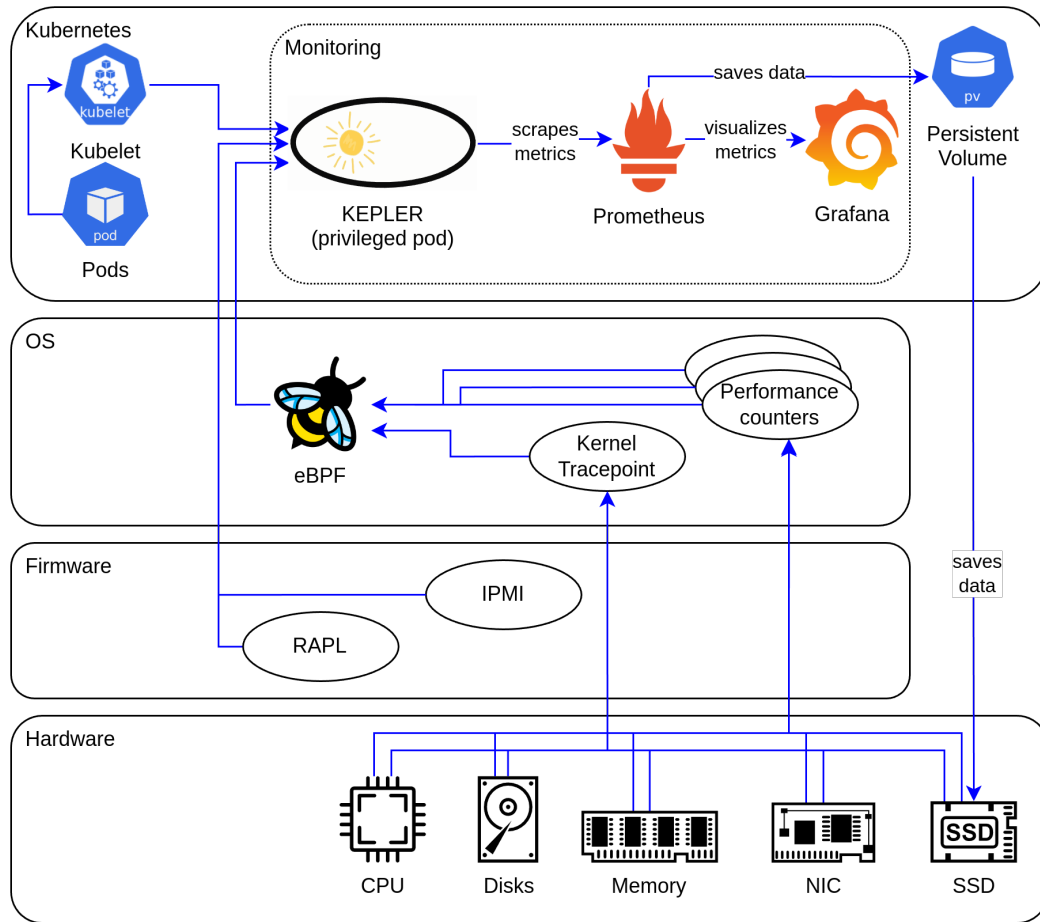 Kubernetes
kubelet
Kubelet
pod
Pods
Monitoring
KEPLER
(privileged pod)
scrapes
metrics
Prometheus
saves data
visualizes
metrics
Grafana
pv
Persistent
Volume
OS
eBPF
Performance
counters
Kernel
Tracepoint
saves
data
Firmware
IPMI
RAPL
Hardware
CPU
Disks
Memory
NIC
SSD
SSD